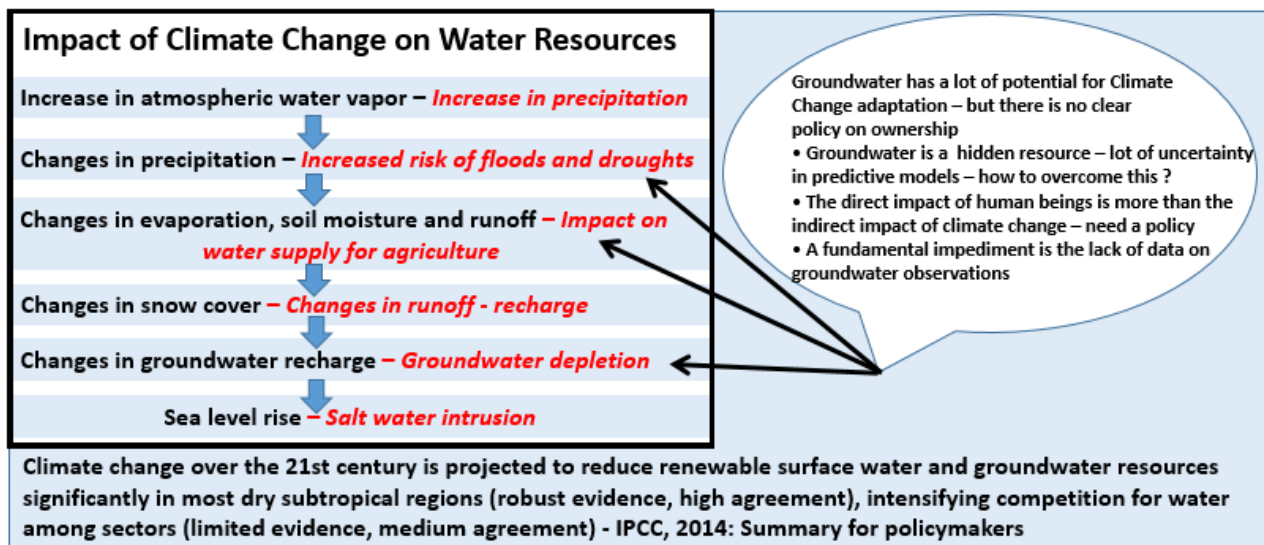 Impact of Climate Change on Water Resources
Increase in atmospheric water vapor – Increase in precipitation
Changes in precipitation – Increased risk of floods and droughts
Changes in evaporation, soil moisture and runoff – Impact on
water supply for agriculture
Changes in snow cover – Changes in runoff - recharge
Changes in groundwater recharge – Groundwater depletion
Sea level rise – Salt water intrusion
Groundwater has a lot of potential for Climate
Change adaptation – but there is no clear
policy on ownership
• Groundwater is a hidden resource – lot of uncertainty
in predictive models – how to overcome this ?
• The direct impact of human beings is more than the
indirect impact of climate change – need a policy
• A fundamental impediment is the lack of data on
groundwater observations
Climate change over the 21st century is projected to reduce renewable surface water and groundwater resources
significantly in most dry subtropical regions (robust evidence, high agreement), intensifying competition for water
among sectors (limited evidence, medium agreement) - IPCC, 2014: Summary for policymakers